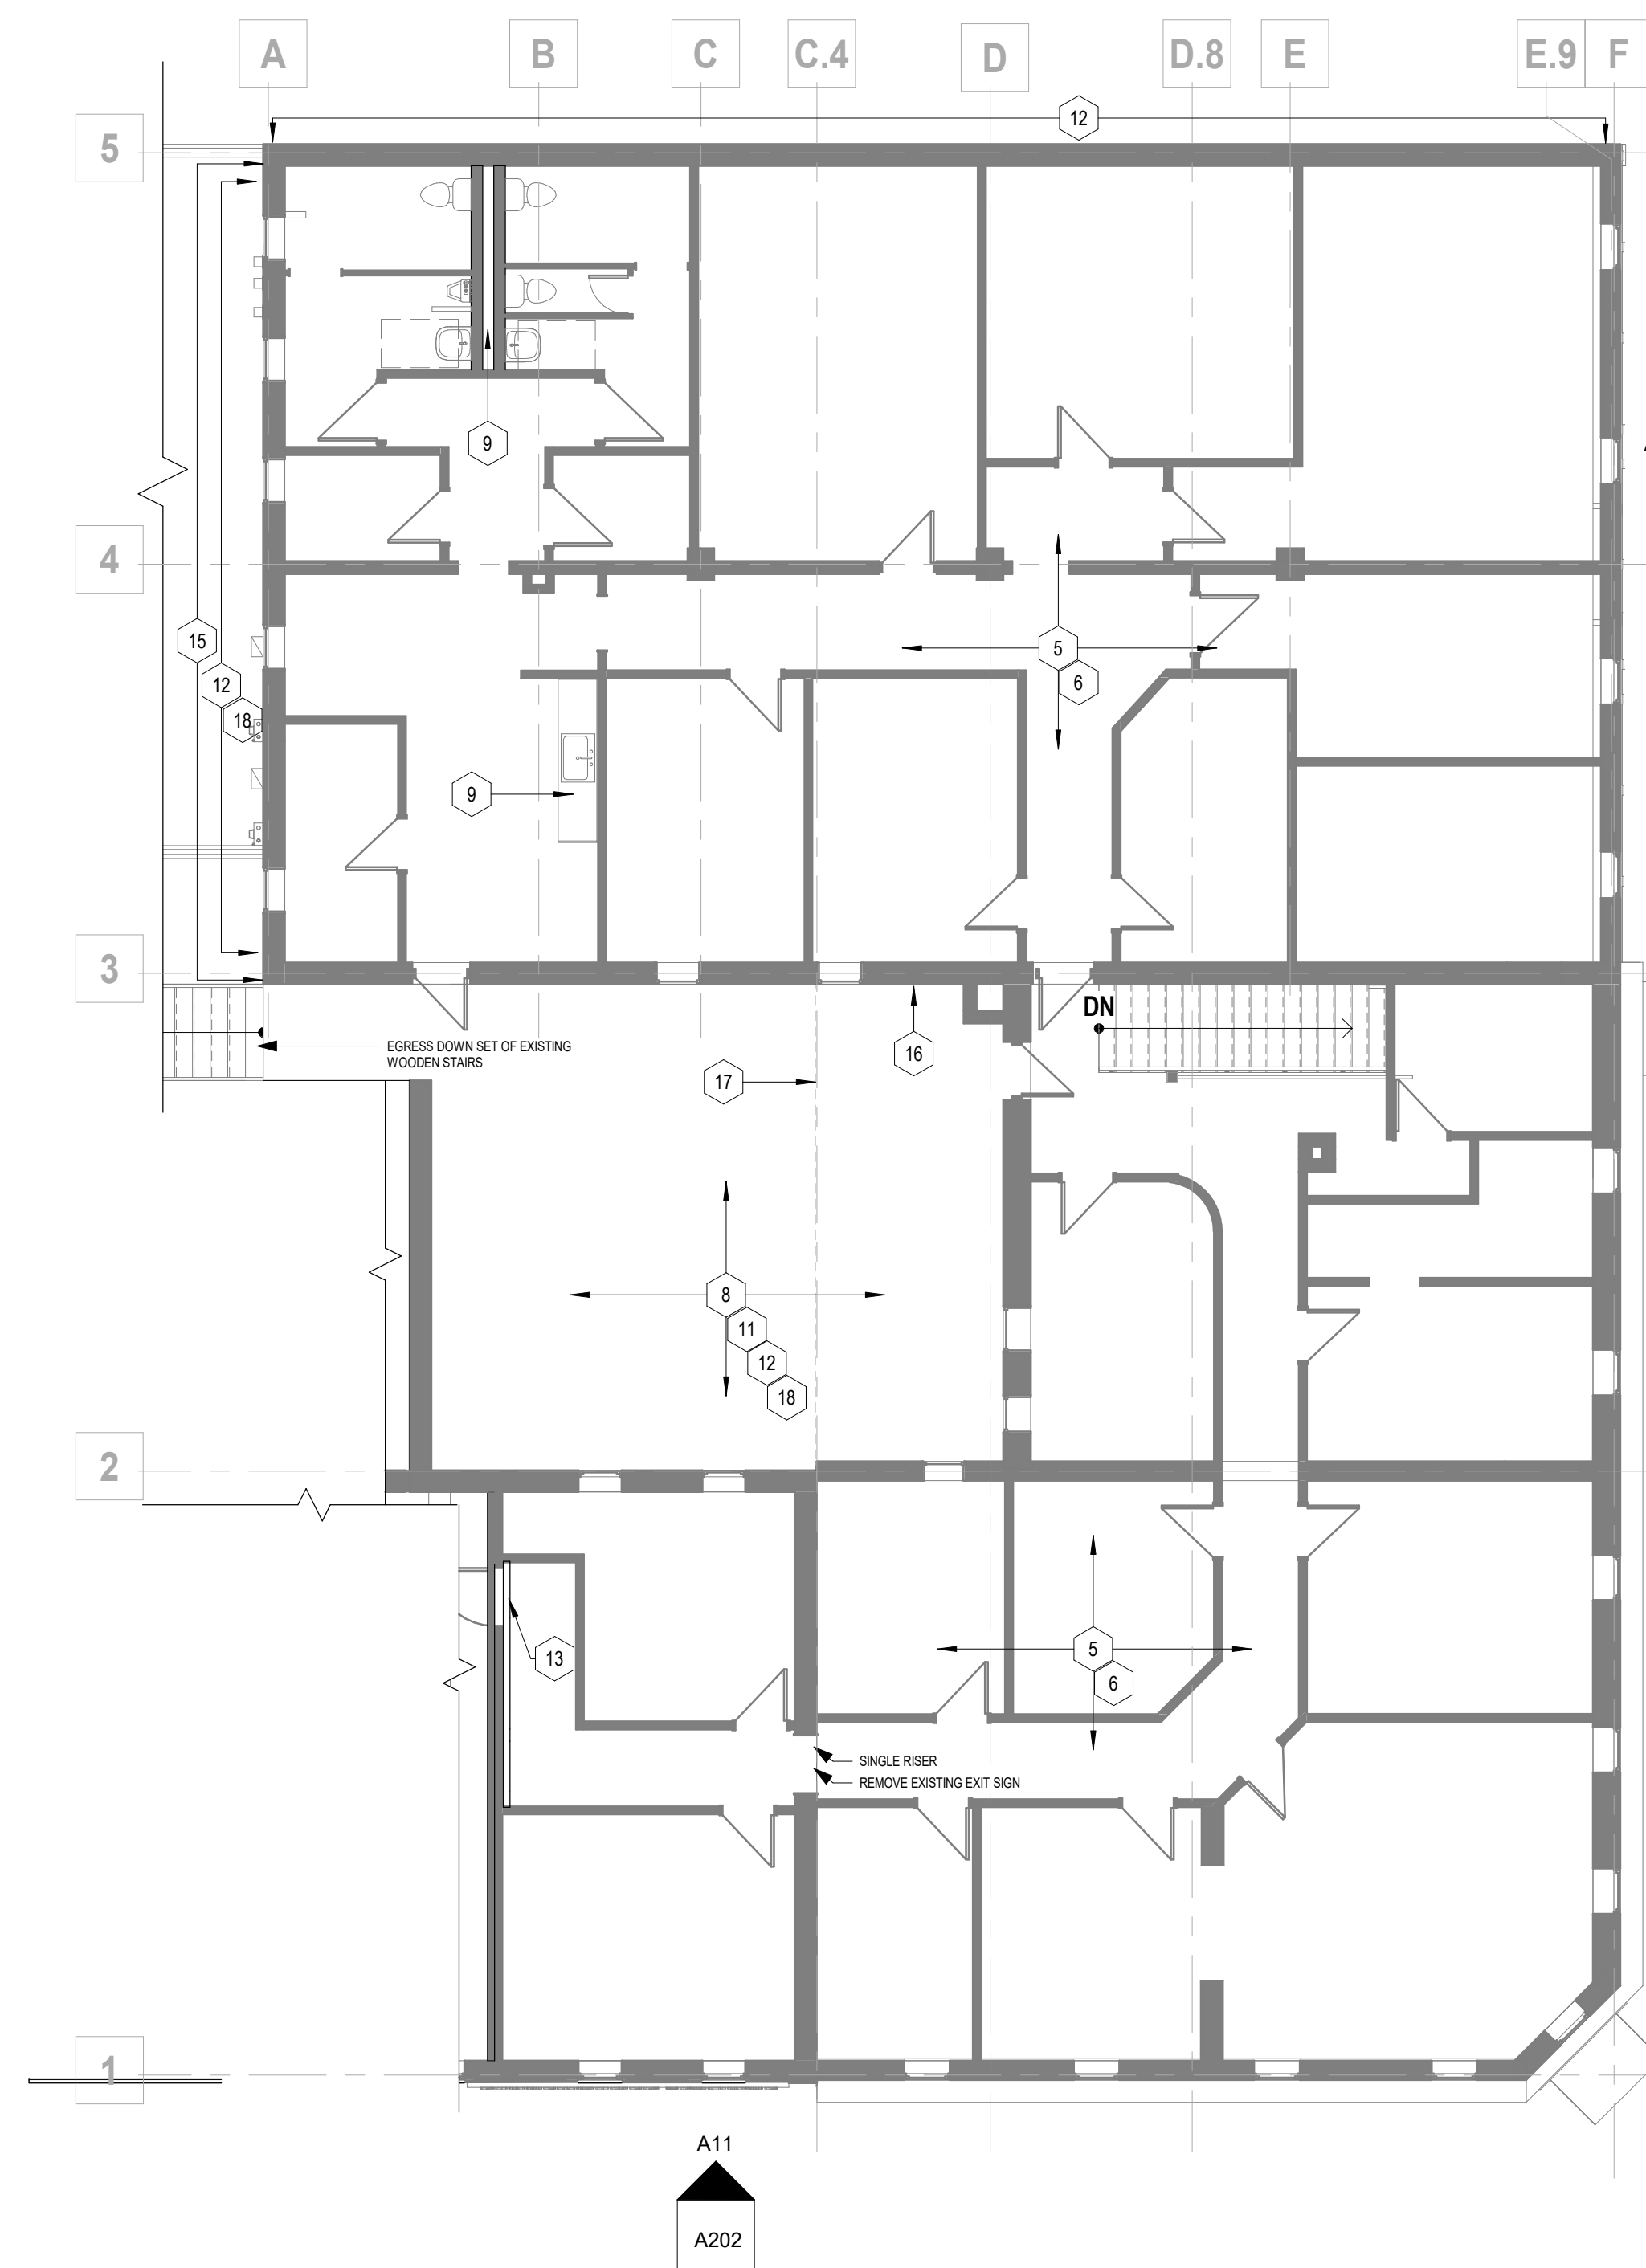 A
B
C
C.4
D
D.8
E
E.9
F
12
5
9
4
15
5
12
6
18
9
3
DN
EGRESS DOWN SET OF EXISTING
WOODEN STAIRS
16
17
8
11
12
18
2
13
5
6
SINGLE RISER
REMOVE EXISTING EXIT SIGN
1
A11
A202